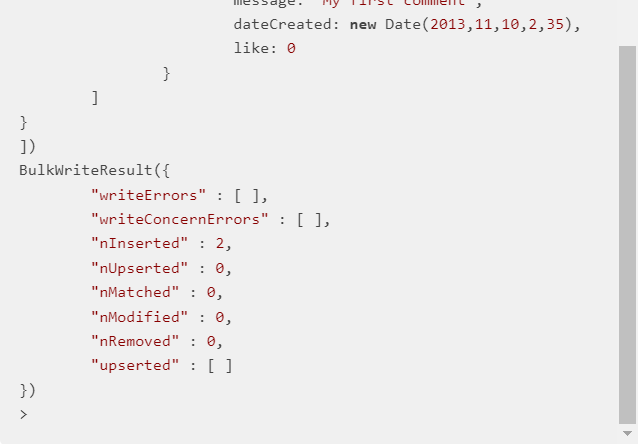 message: "My first comment",
dateCreated: new Date(2013,11,10,2,35),
like: 0
}
]
}
])
BulkWriteResult({
"writeErrors" : [ ],
"writeConcernErrors" : [ ],
"nInserted" : 2,
"nUpserted" : 0,
"nMatched" : 0,
"nModified" : 0,
"nRemoved" : 0,
"upserted" : [ ]
})
>